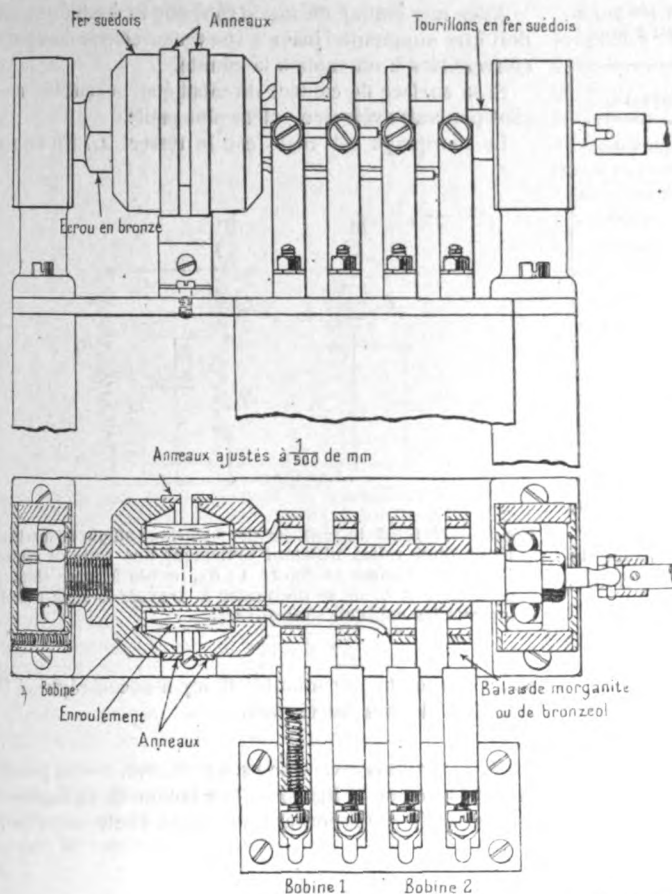 Fer suédois
Anneaux
Tourillons en fer suédois
Ecrou en bronze
Anneaux ajustés à 1/500 de mm
Bobine
Enroulement
Anneaux
Balai de morganite
ou de bronzeol
Bobine 1
Bobine 2